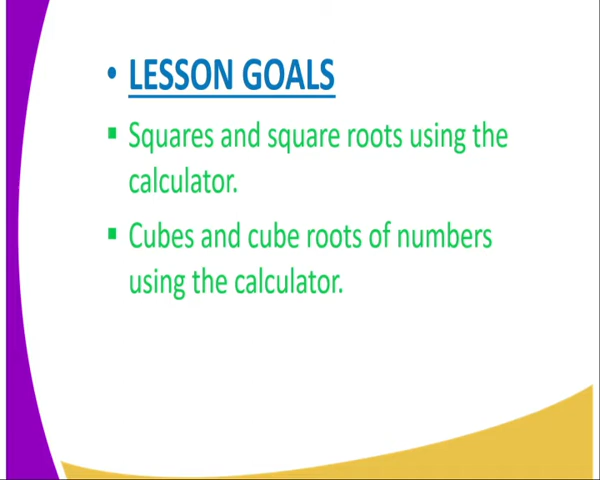 • LESSON GOALS
▪ Squares and square roots using the
calculator.
▪ Cubes and cube roots of numbers
using the calculator.